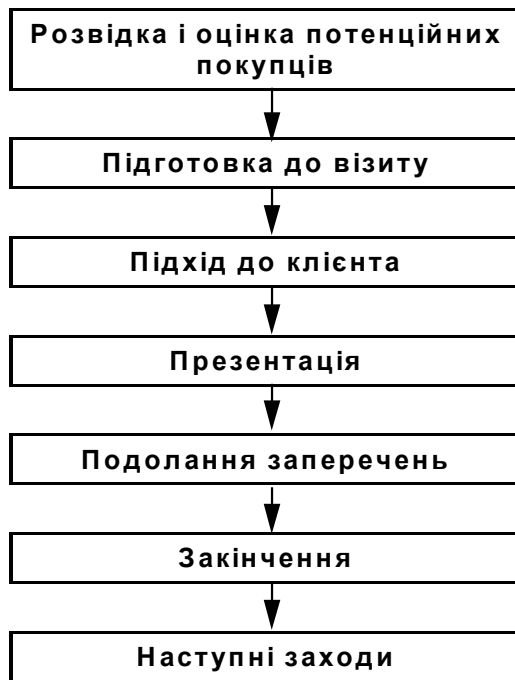 Розвідка і оцінка потенційних
покупців
Підготовка до візиту
Підхід до клієнта
Презентація
Подолання заперечень
Закінчення
Наступні заходи